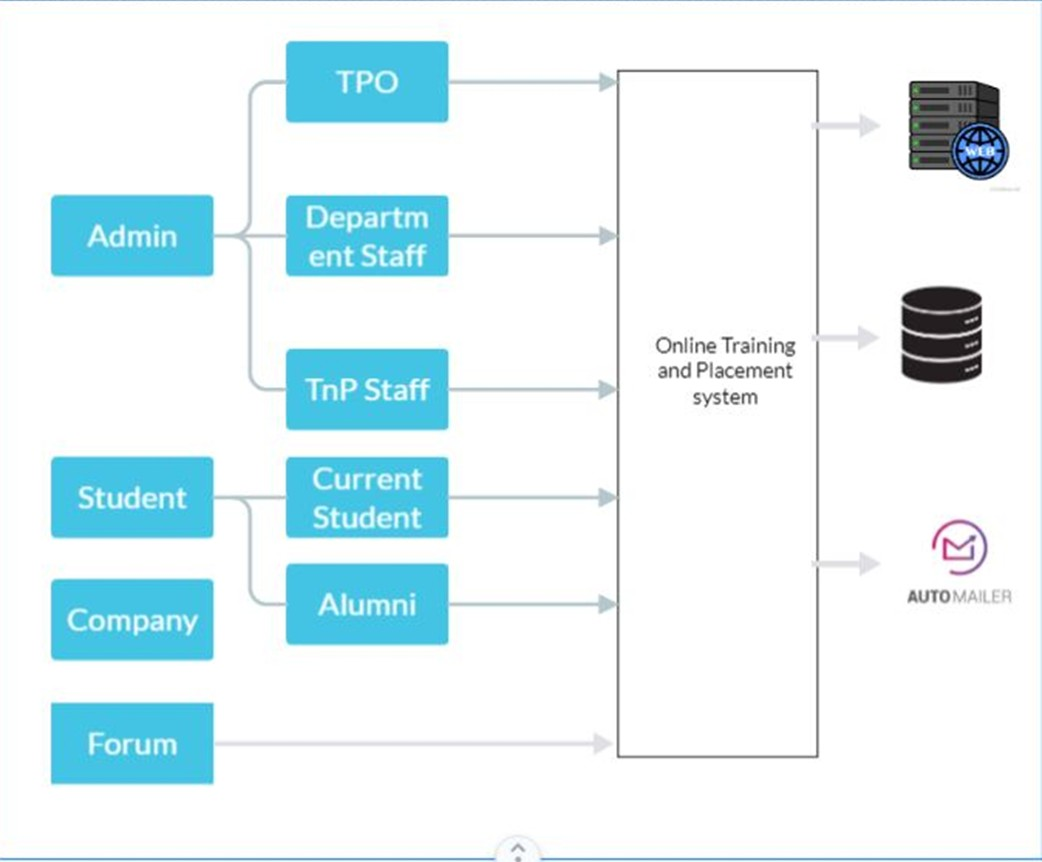 TPO
Admin
Departm
ent Staff
TnP Staff
Student
Current
Student
Company
Alumni
Forum
Online Training
and Placement
system
WEB
AUTOMAILER